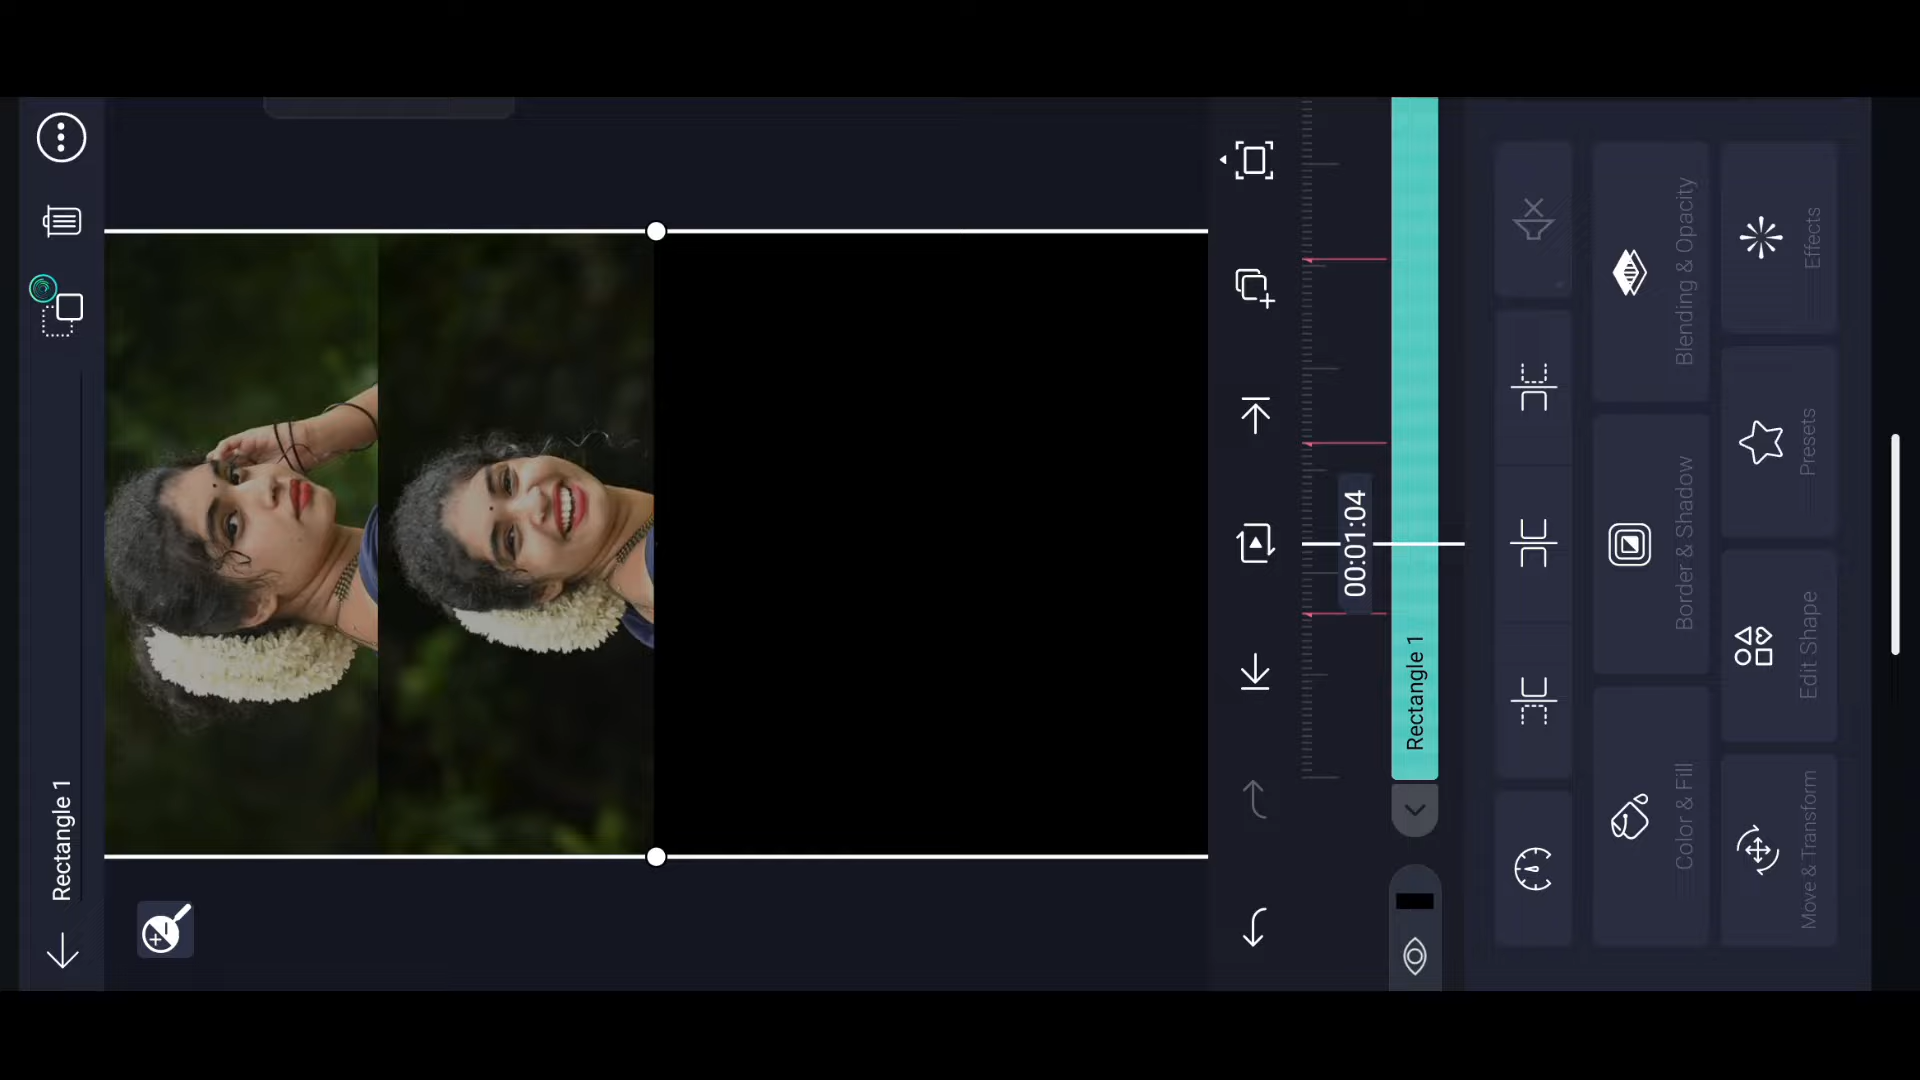 Rectangle 1
00:01:04
Rectangle 1
Color & Fill
Border & Shadow
Blending & Opacity
Move & Transform
Edit Shape
Presets
Effects